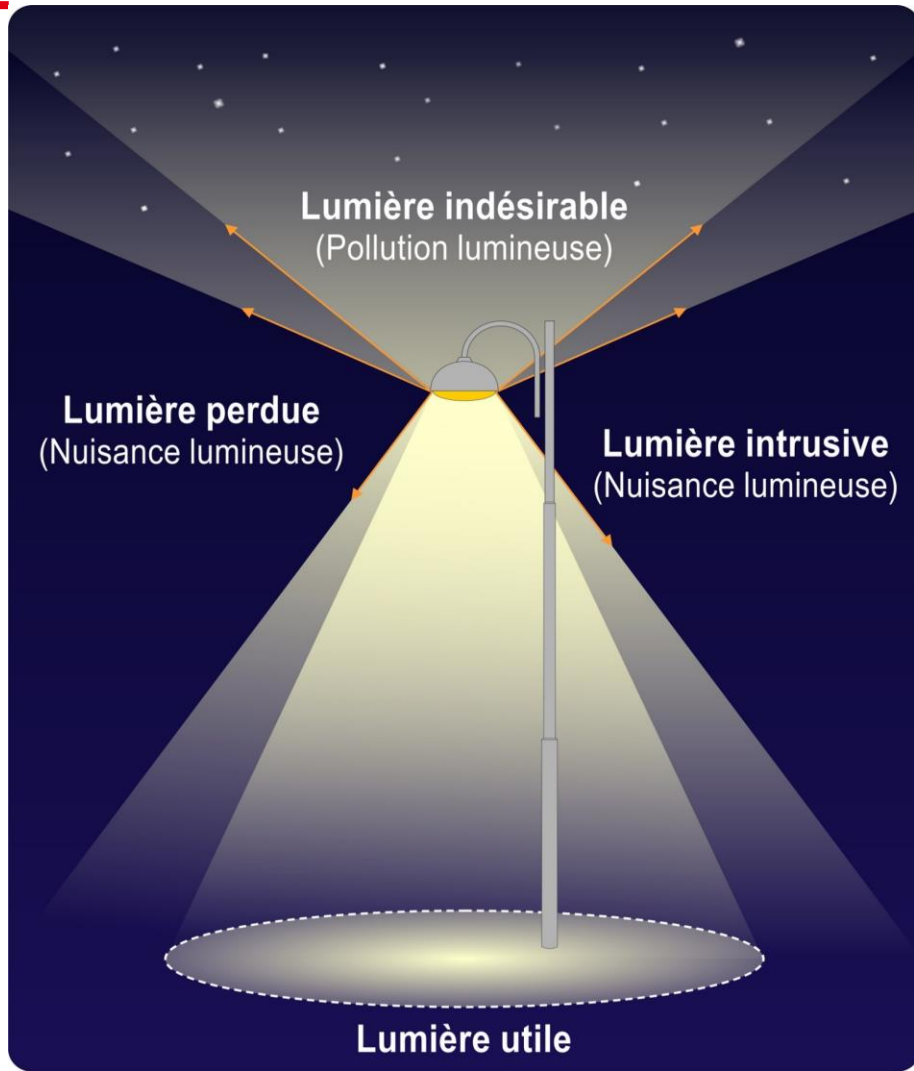 Lumière indésirable
(Pollution lumineuse)
Lumière perdue
(Nuisance lumineuse)
Lumière intrusive
(Nuisance lumineuse)
Lumière utile